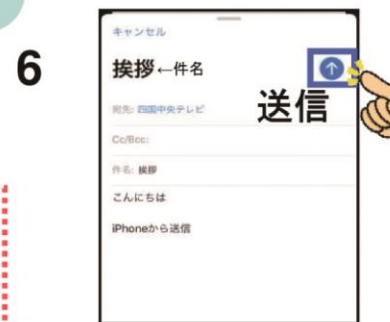 6
キャンセル
挨拶←件名
送信
宛先: 四国中央テレビ
Cc/Bcc:
件名: 挨拶
こんにちは
iPhoneから送信